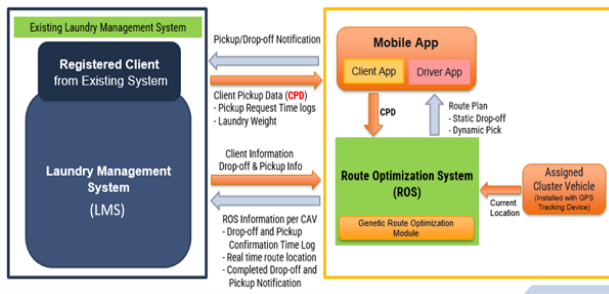 Existing Laundry Management System
Registered Client
from Existing System
Laundry Management
System
(LMS)
Pickup/Drop-off Notification
Client Pickup Data (CPD)
- Pickup Request Time logs
- Laundry Weight
Client Information
Drop-off & Pickup Info
ROS Information per CAV
- Drop-off and Pickup
Confirmation Time Log
- Real time route location
- Completed Drop-off and
Pickup Notification
Mobile App
Client App
Driver App
CPD
Route Plan
- Static Drop-off
- Dynamic Pick
Route Optimization System
(ROS)
Genetic Route Optimization
Module
Current
Location
Assigned
Cluster Vehicle
(Installed with GPS
Tracking Device)